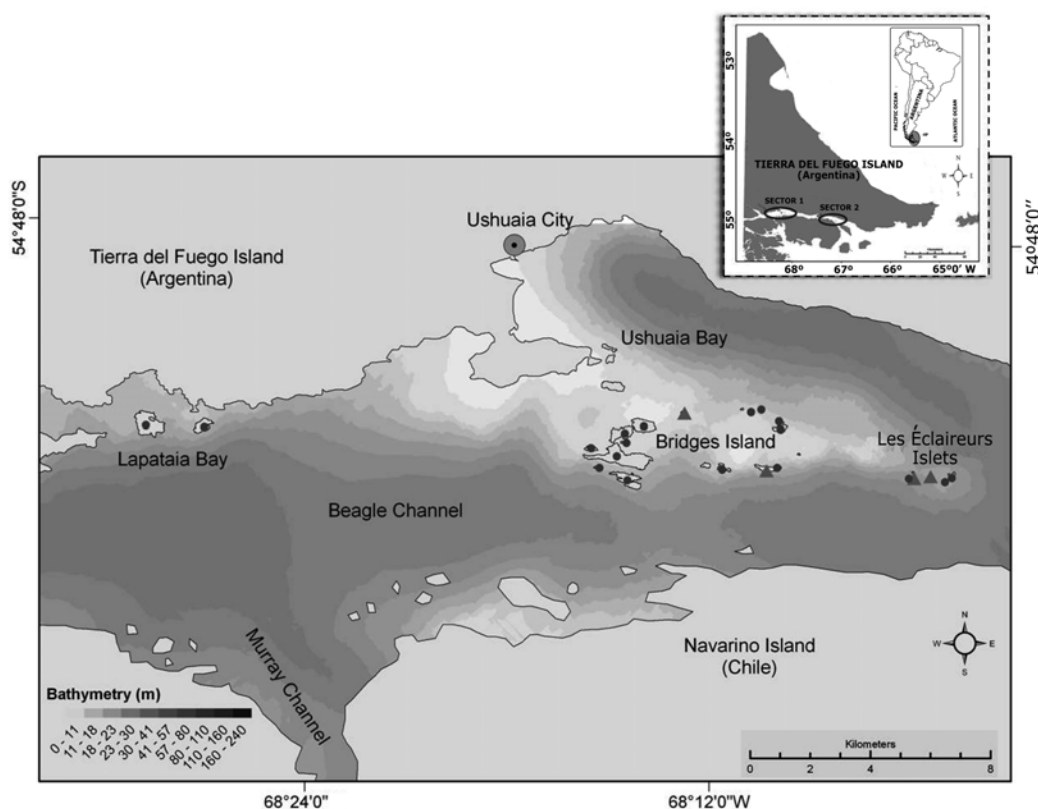 53°
54°
55°
PACIFIC OCEAN
ARGENTINA
ATLANTIC OCEAN
TIERRA DEL FUEGO ISLAND
(Argentina)
N
W E
S
SECTOR 1
SECTOR 2
68°
67°
66°
65°0' W
54°48'0"S
54°48'0''
Ushuaia City
Tierra del Fuego Island
(Argentina)
Ushuaia Bay
Bridges Island
Les Éclaireurs
Islets
Lapataia Bay
Beagle Channel
Murray Channel
Navarino Island
(Chile)
N
W E
S
Bathymetry (m)
0 - 11
11 - 18
18 - 23
23 - 30
30 - 41
41 - 57
57 - 80
80 - 110
110 - 160
160 - 240
Kilometers
0 2 4 6 8
68°24'0"
68°12'0"W